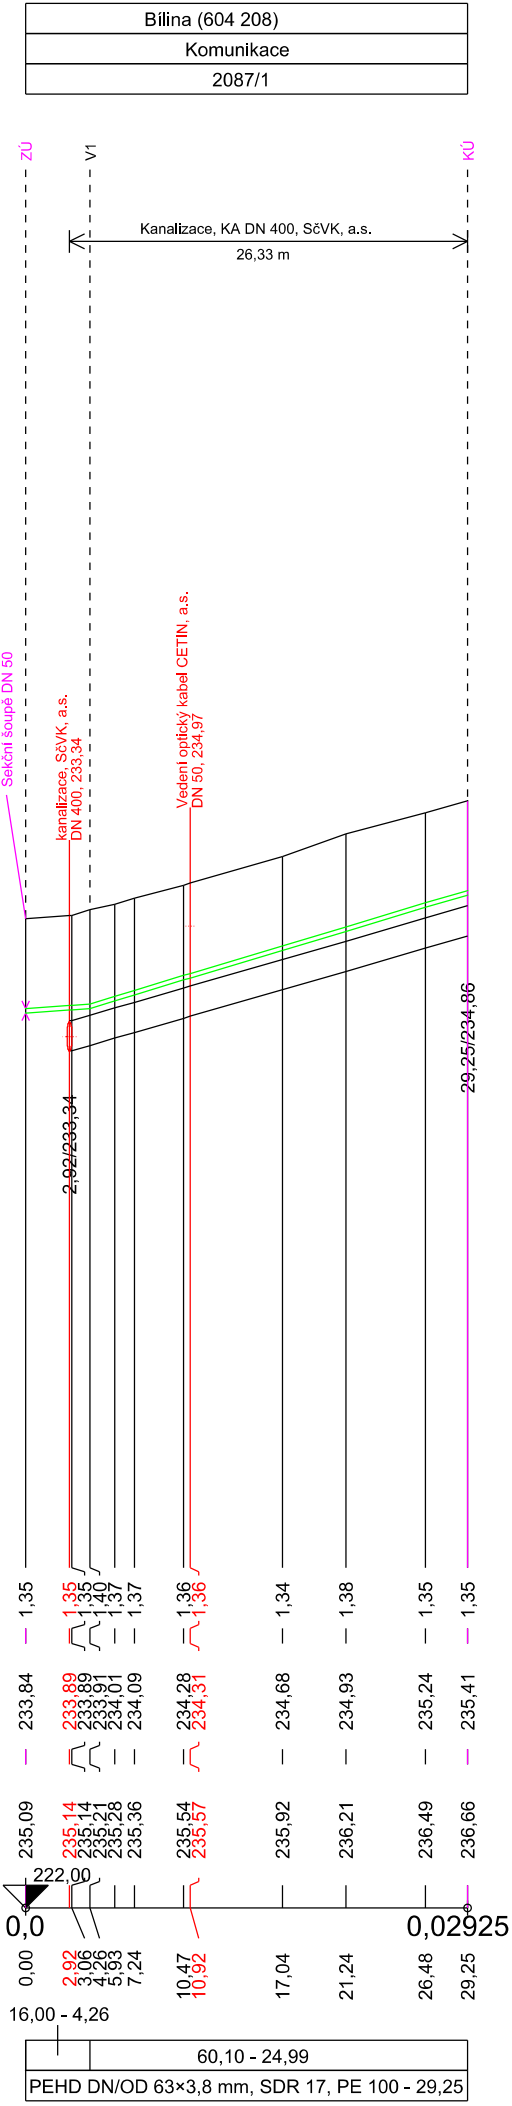 Bílina (604 208)
Komunikace
2087/1
ZÚ
V1
KÚ
Kanalizace, KA DN 400, SčVK, a.s.
26,33 m
Sekční šoupě DN 50
kanalizace, SčVK, a.s.
DN 400, 233,34
Vedení optický kabel CETIN, a.s.
DN 50, 234,97
2,92/233,34
29,25/234,86
1,35 1,35 1,35 1,40 1,37 1,37 1,36 1,36 1,34 1,38 1,35 1,35
233,84 233,89 233,89 233,91 234,01 234,09 234,28 234,31 234,68 234,93 235,24 235,41
235,09 235,14 235,14 235,21 235,28 235,36 235,54 235,57 235,92 236,21 236,49 236,66
222,00
0,0 0,02925
0,00 2,92 3,06 4,26 5,93 7,24 10,47 10,92 17,04 21,24 26,48 29,25
16,00 - 4,26
60,10 - 24,99
PEHD DN/OD 63×3,8 mm, SDR 17, PE 100 - 29,25